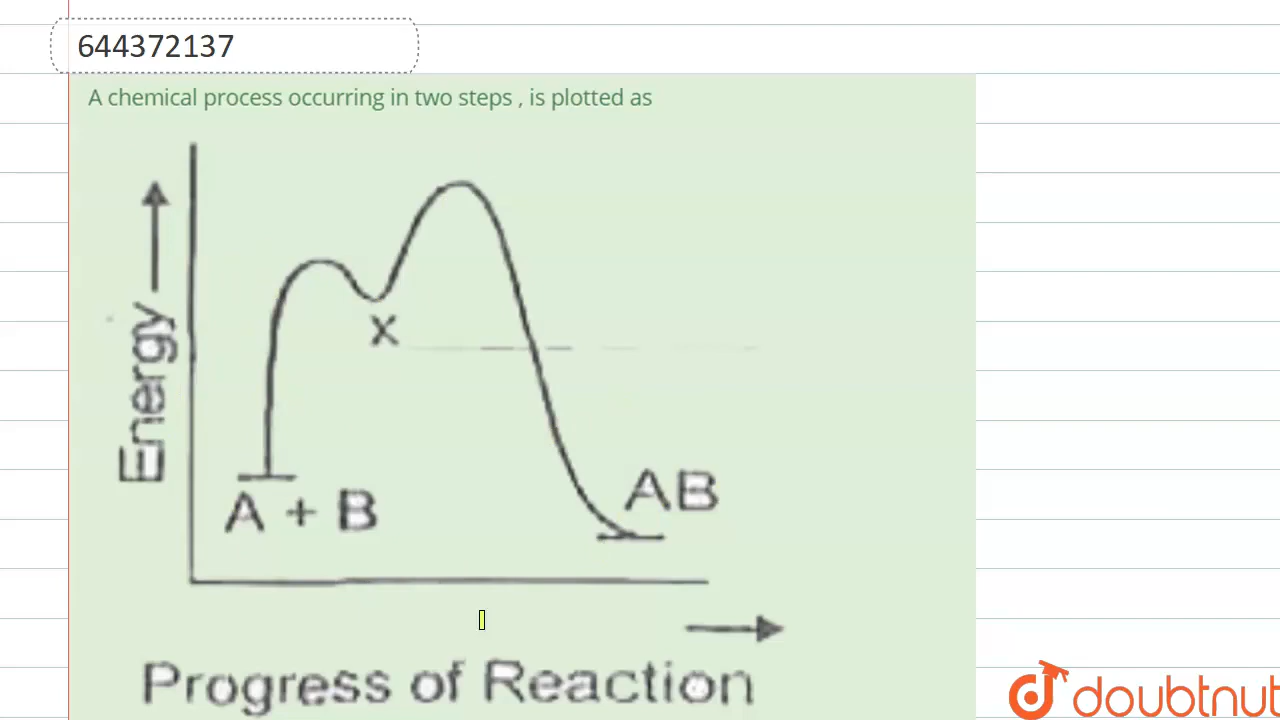 644372137
A chemical process occurring in two steps , is plotted as
Energy
X
A + B
AB
Progress of Reaction
doubtnut